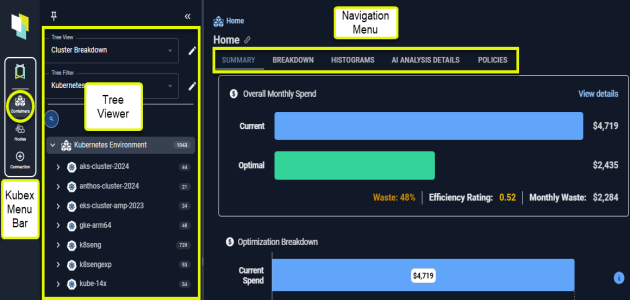 Navigation
Menu
Home
Home
SUMMARY BREAKDOWN HISTOGRAMS AI ANALYSIS DETAILS POLICIES
Tree View
Cluster Breakdown
Tree Filter
Kubernetes
Tree
Viewer
Containers
Nodes
Connection
Kubex
Menu
Bar
Kubernetes Environment 1043
aks-cluster-2024 44
anthos-cluster-2024 21
eks-cluster-amp-2023 24
gke-arm64 48
k8seng 729
k8sengexp 93
kube-14x 54
Overall Monthly Spend View details
Current $4,719
Optimal $2,435
Waste: 48% Efficiency Rating: 0.52 Monthly Waste: $2,284
Optimization Breakdown
Current
Spend
$4,719
i